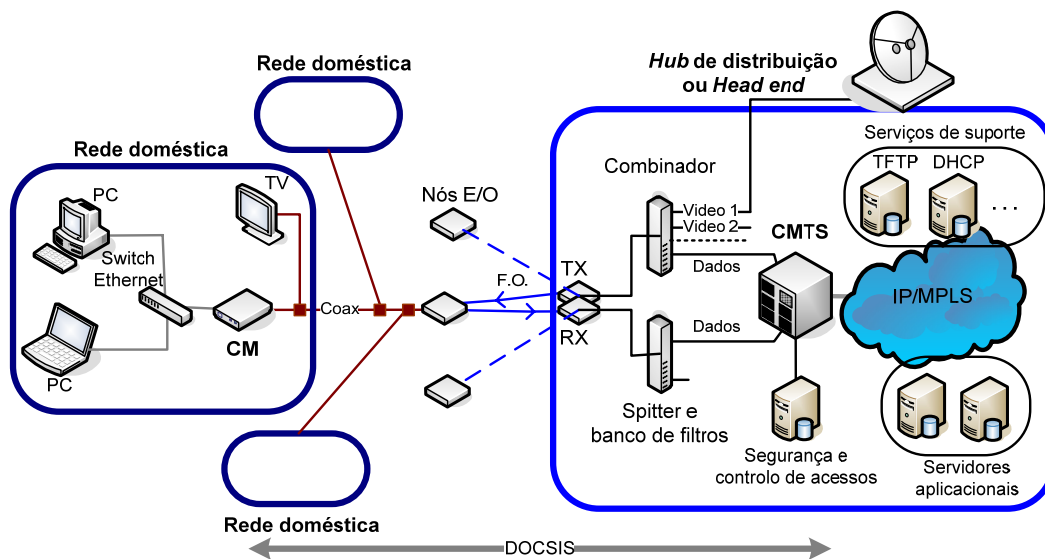 Hub de distribuição
ou Head end
Rede doméstica
Rede doméstica
PC
TV
Switch
Ethernet
CM
PC
Coax
Nós E/O
F.O.
TX
RX
Combinador
Video 1
Video 2
Dados
CMTS
Dados
Spitter e
banco de filtros
Segurança e
controlo de acessos
Serviços de suporte
TFTP
DHCP
...
IP/MPLS
Servidores
aplicacionais
Rede doméstica
DOCSIS